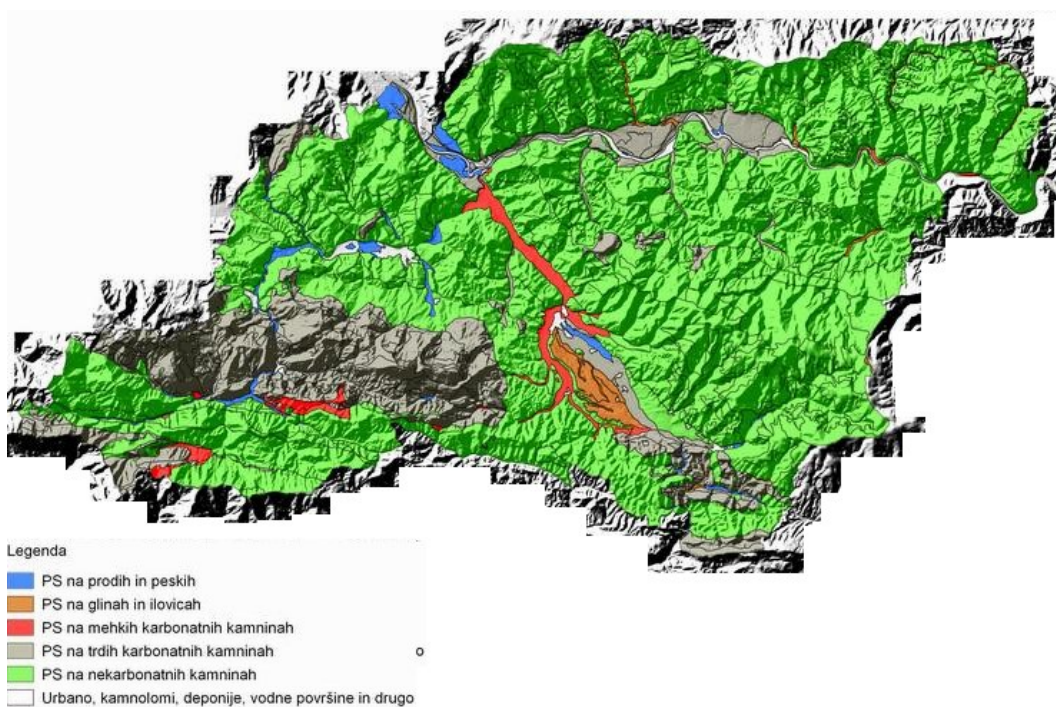 Legenda
PS na prodih in peskih
PS na glinah in ilovicah
PS na mehkih karbonatnih kamninah
PS na trdih karbonatnih kamninah
PS na nekarbonatnih kamninah
Urbano, kamnolomi, deponije, vodne površine in drugo